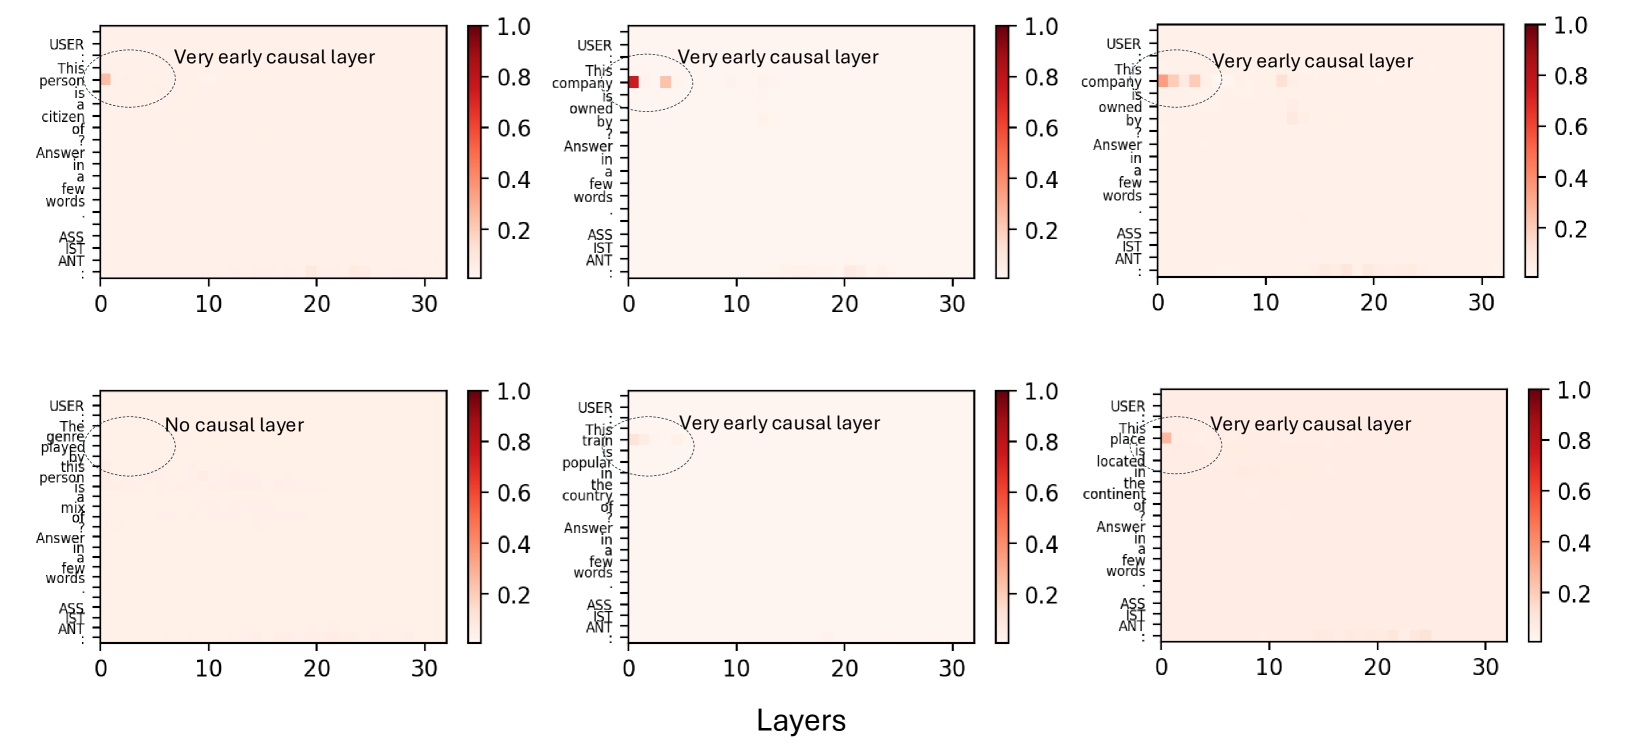 Very early causal layer
USER
:
This
person
is
a
citizen
of
?
Answer
in
a
few
words
.
ASS
IST
ANT
:
0 10 20 30
1.0
0.8
0.6
0.4
0.2
Very early causal layer
USER
:
This
company
is
owned
by
?
Answer
in
a
few
words
.
ASS
IST
ANT
:
0 10 20 30
1.0
0.8
0.6
0.4
0.2
Very early causal layer
USER
:
This
company
is
owned
by
?
Answer
in
a
few
words
.
ASS
IST
ANT
:
0 10 20 30
1.0
0.8
0.6
0.4
0.2
No causal layer
USER
:
The
genre
played
by
this
person
is
a
mix
of
?
Answer
in
a
few
words
.
ASS
IST
ANT
:
0 10 20 30
1.0
0.8
0.6
0.4
0.2
Very early causal layer
USER
:
This
train
is
popular
in
the
country
of
?
Answer
in
a
few
words
.
ASS
IST
ANT
:
0 10 20 30
1.0
0.8
0.6
0.4
0.2
Very early causal layer
USER
:
This
place
is
located
in
the
continent
of
?
Answer
in
a
few
words
.
ASS
IST
ANT
:
0 10 20 30
1.0
0.8
0.6
0.4
0.2
Layers